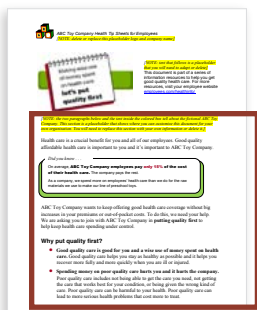 ABC Toy Company Health Tip Sheets for Employees
[NOTE: delete or replace this placeholder logo and company name]
[NOTE: text that follows is a placeholder that you will need to adapt or delete]
This document is part of a series of
information resources to help you get
good quality health care. For more
resources, visit your employee website
Having more
of money spent
on health
care.
let's put
quality first
[NOTE: the two paragraphs below and the text inside the colored box tell about the fictional ABC Toy
Company. This section is a placeholder that shows where you can customize this document for your
own organization. You will need to replace this section with your own information or delete it.]
Health care is a crucial benefit for you and all of our employees. Good quality
affordable health care is important to you and it's important to ABC Toy Company.
Did you know . . .
On average ABC Toy Company employees pay only 15% of the cost
of their health care. The company pays the rest.
As a company, we spend more on employees' health care than we do for the raw
materials we use to make our line of preschool toys.
ABC Toy Company wants to keep offering good health care coverage without big
increases in your premiums or out-of-pocket costs. To do this, we need your help.
We are asking you to join with ABC Toy Company in putting quality first to
help keep health care spending under control.
Why put quality first?
Good quality care is good for you and a wise use of money spent on health
care. Good quality care helps you stay as healthy as possible and it helps you
recover more fully and more quickly when you are ill or injured.
Spending money on poor quality care hurts you and it hurts the company.
Poor quality care includes not being able to get the care you need, not getting
the care that works best for your condition, or being given the wrong kind of
care. Poor quality care can be harmful to your health. Poor quality care can
lead to more serious health problems that cost more to treat.